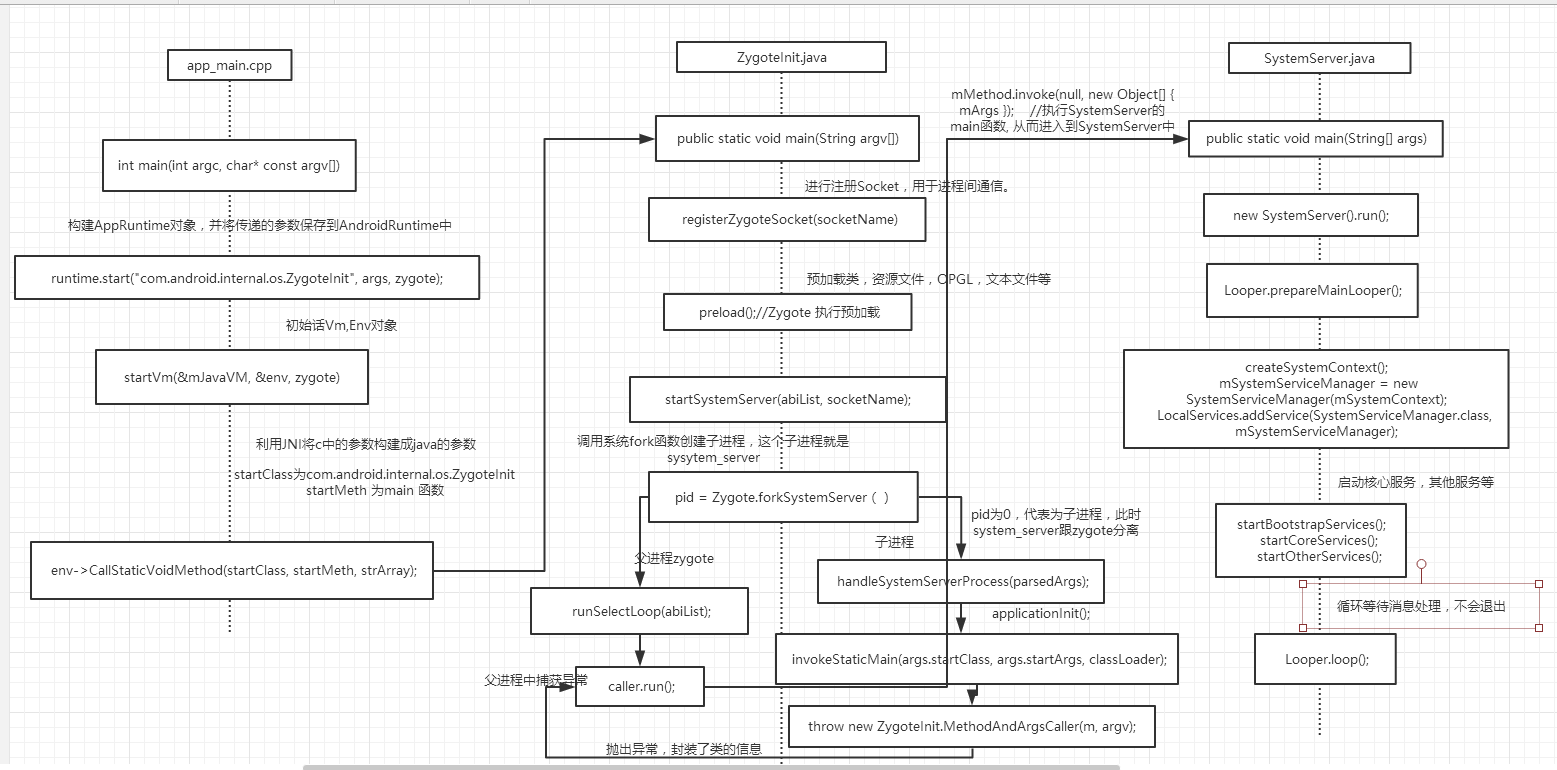 app_main.cpp
int main(int argc, char* const argv[])
构建AppRuntime对象，并将传递的参数保存到AndroidRuntime中
runtime.start("com.android.internal.os.ZygoteInit", args, zygote);
初始话Vm,Env对象
startVm(&mJavaVM, &env, zygote)
利用JNI将c中的参数构建成java的参数
startClass为com.android.internal.os.ZygoteInit
startMeth 为main 函数
env->CallStaticVoidMethod(startClass, startMeth, strArray);
ZygoteInit.java
public static void main(String argv[])
进行注册Socket，用于进程间通信。
registerZygoteSocket(socketName)
预加载类，资源文件，OPGL，文本文件等
preload();//Zygote 执行预加载
startSystemServer(abiList, socketName);
调用系统fork函数创建子进程，这个子进程就是
sysytem_server
pid = Zygote.forkSystemServer（ ）
pid为0，代表为子进程，此时
system_server跟zygote分离
子进程
父进程zygote
handleSystemServerProcess(parsedArgs);
runSelectLoop(abiList);
applicationInit();
invokeStaticMain(args.startClass, args.startArgs, classLoader);
父进程中捕获异常
caller.run();
throw new ZygoteInit.MethodAndArgsCaller(m, argv);
抛出异常，封装了类的信息
SystemServer.java
mMethod.invoke(null, new Object[] {
mArgs }); //执行SystemServer的
main函数, 从而进入到SystemServer中
public static void main(String[] args)
new SystemServer().run();
Looper.prepareMainLooper();
createSystemContext();
mSystemServiceManager = new
SystemServiceManager(mSystemContext);
LocalServices.addService(SystemServiceManager.class,
mSystemServiceManager);
启动核心服务，其他服务等
startBootstrapServices();
startCoreServices();
startOtherServices();
循环等待消息处理，不会退出
Looper.loop();